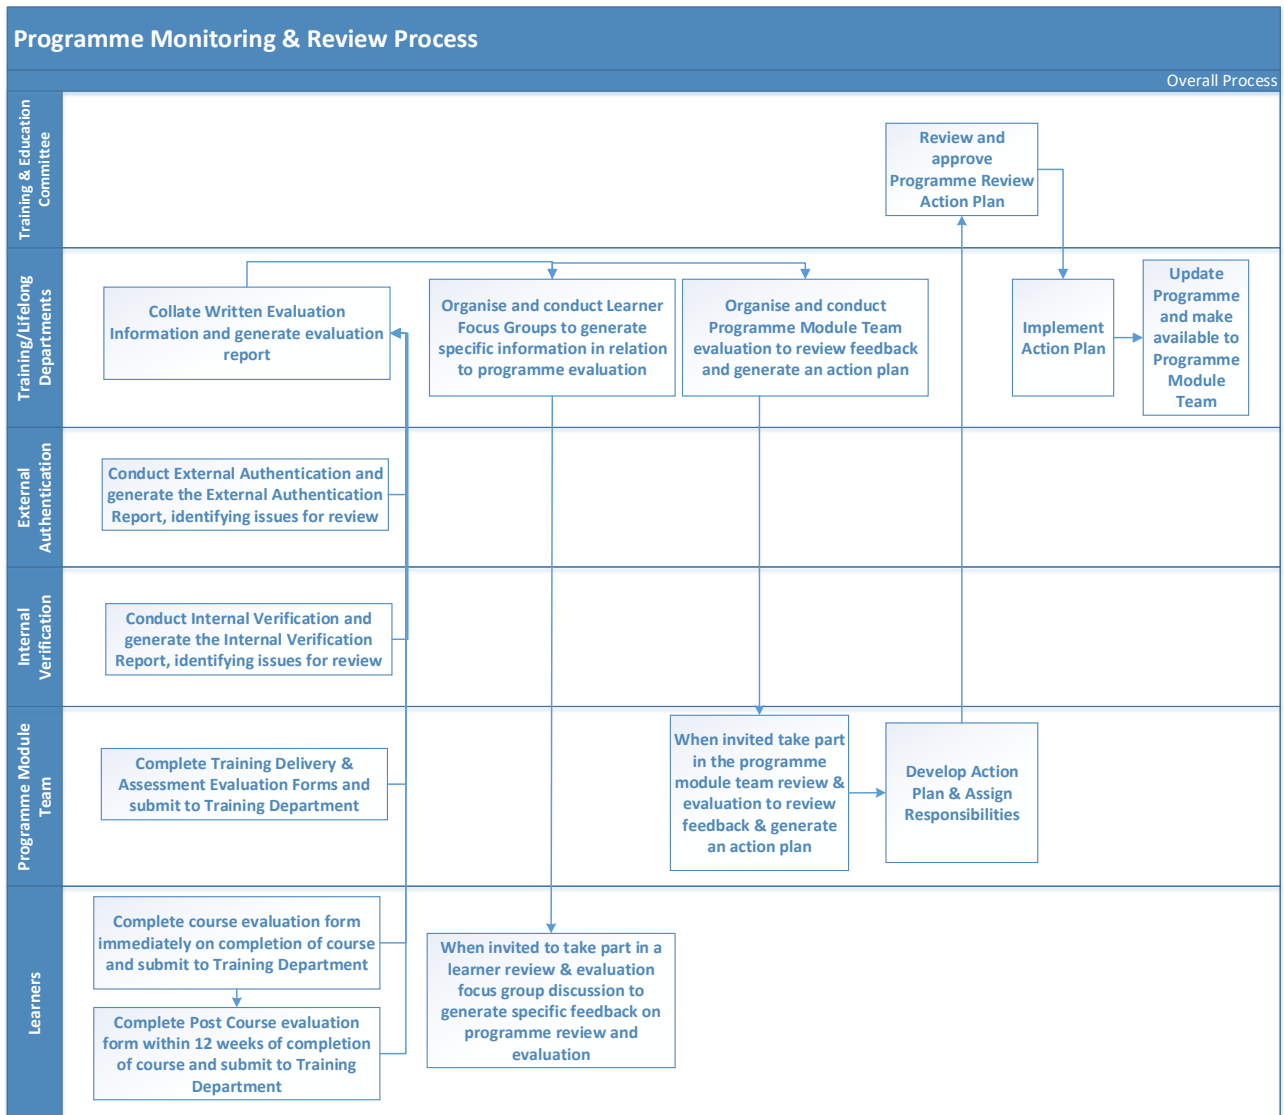 Programme Monitoring & Review Process
Overall Process
Training & Education
Committee
Review and
approve
Programme Review
Action Plan
Training/Lifelong
Departments
Collate Written Evaluation
Information and generate evaluation
report
Organise and conduct Learner
Focus Groups to generate
specific information in relation
to programme evaluation
Organise and conduct
Programme Module Team
evaluation to review feedback
and generate an action plan
Implement
Action Plan
Update
Programme
and make
available to
Programme
Module
Team
External
Authentication
Conduct External Authentication and
generate the External Authentication
Report, identifying issues for review
Internal
Verification
Conduct Internal Verification and
generate the Internal Verification
Report, identifying issues for review
Programme Module
Team
Complete Training Delivery &
Assessment Evaluation Forms and
submit to Training Department
When invited take part
in the programme
module team review &
evaluation to review
feedback & generate
an action plan
Develop Action
Plan & Assign
Responsibilities
Learners
Complete course evaluation form
immediately on completion of course
and submit to Training Department
Complete Post Course evaluation
form within 12 weeks of completion
of course and submit to Training
Department
When invited to take part in a
learner review & evaluation
focus group discussion to
generate specific feedback on
programme review and
evaluation